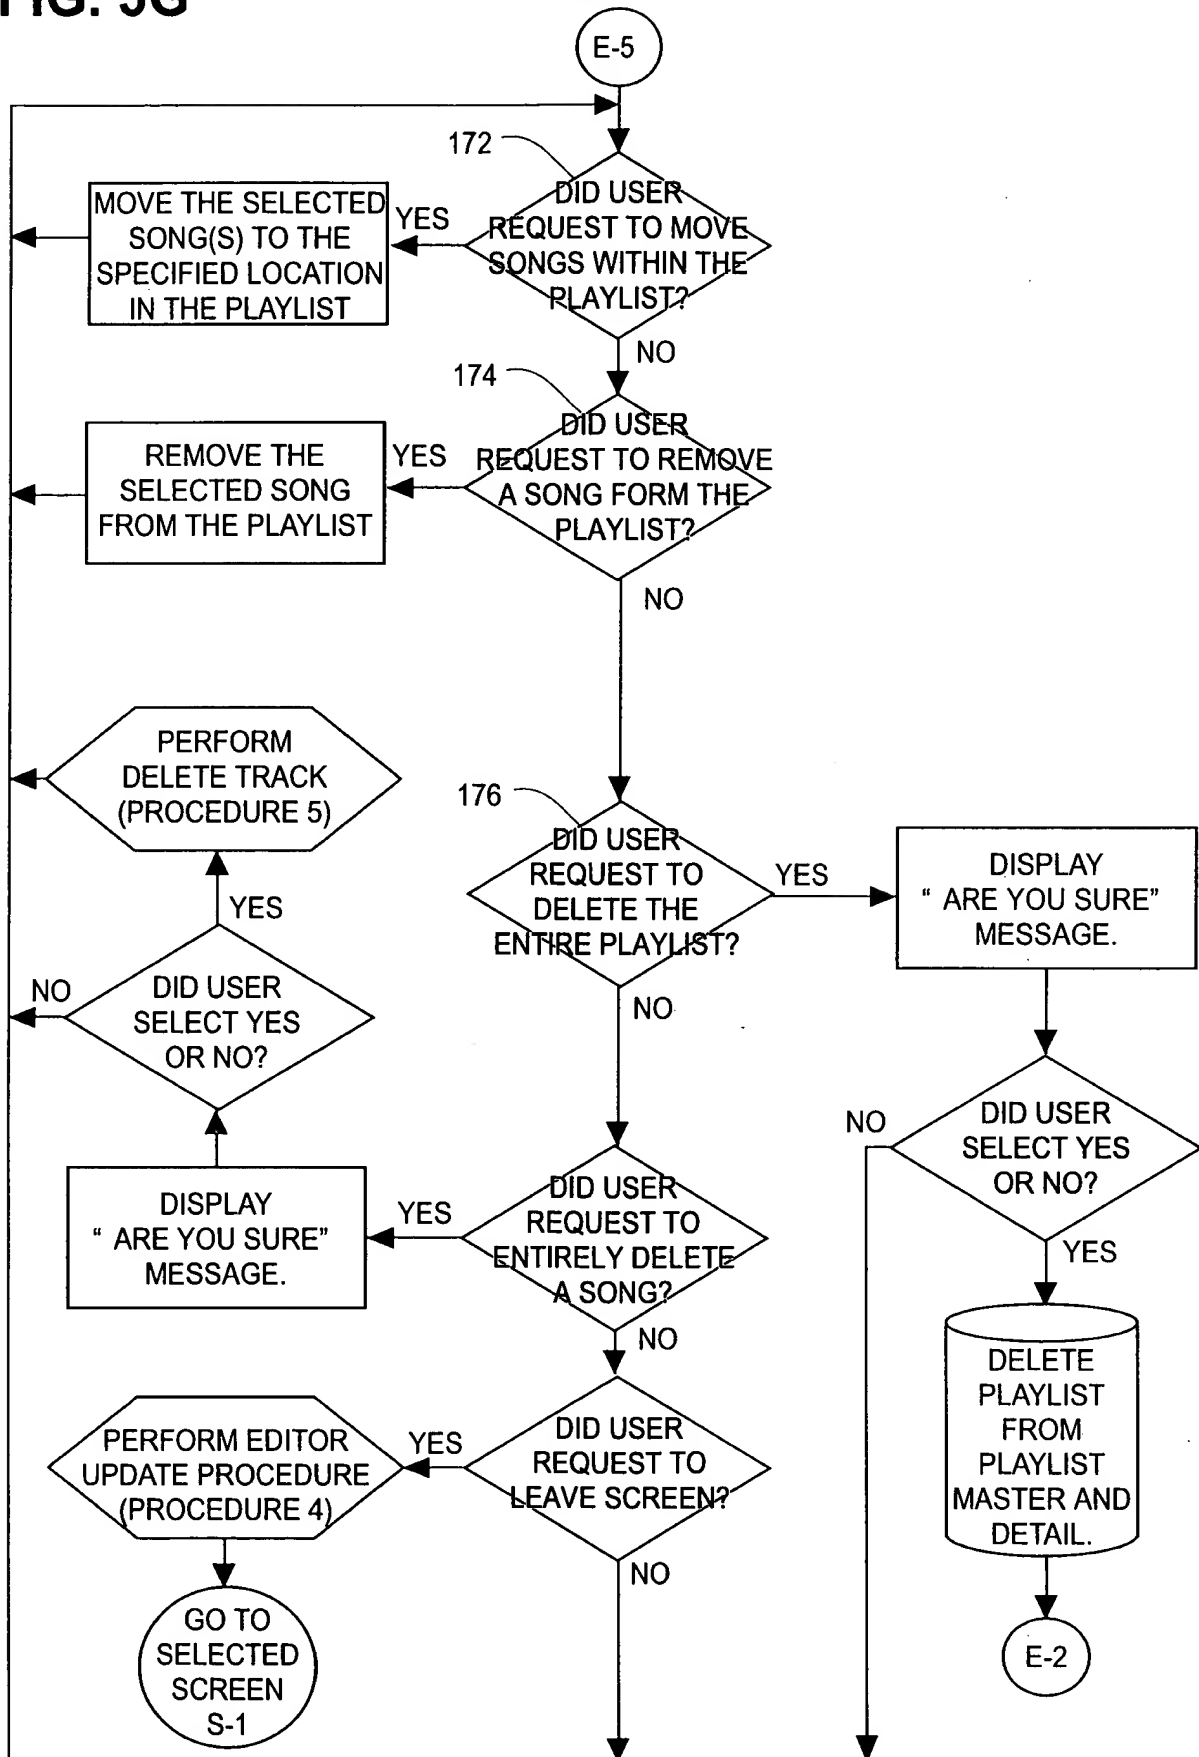 FIG. 5G
E-5
172
DID USER
REQUEST TO MOVE
SONGS WITHIN THE
PLAYLIST?
YES
MOVE THE SELECTED
SONG(S) TO THE
SPECIFIED LOCATION
IN THE PLAYLIST
NO
174
DID USER
REQUEST TO REMOVE
A SONG FORM THE
PLAYLIST?
YES
REMOVE THE
SELECTED SONG
FROM THE PLAYLIST
NO
PERFORM
DELETE TRACK
(PROCEDURE 5)
176
DID USER
REQUEST TO
DELETE THE
ENTIRE PLAYLIST?
YES
DISPLAY
“ ARE YOU SURE”
MESSAGE.
YES
NO
DID USER
SELECT YES
OR NO?
NO
NO
DID USER
SELECT YES
OR NO?
DISPLAY
“ ARE YOU SURE”
MESSAGE.
YES
DID USER
REQUEST TO
ENTIRELY DELETE
A SONG?
YES
NO
DELETE
PLAYLIST
FROM
PLAYLIST
MASTER AND
DETAIL.
PERFORM EDITOR
UPDATE PROCEDURE
(PROCEDURE 4)
YES
DID USER
REQUEST TO
LEAVE SCREEN?
NO
GO TO
SELECTED
SCREEN
S-1
E-2